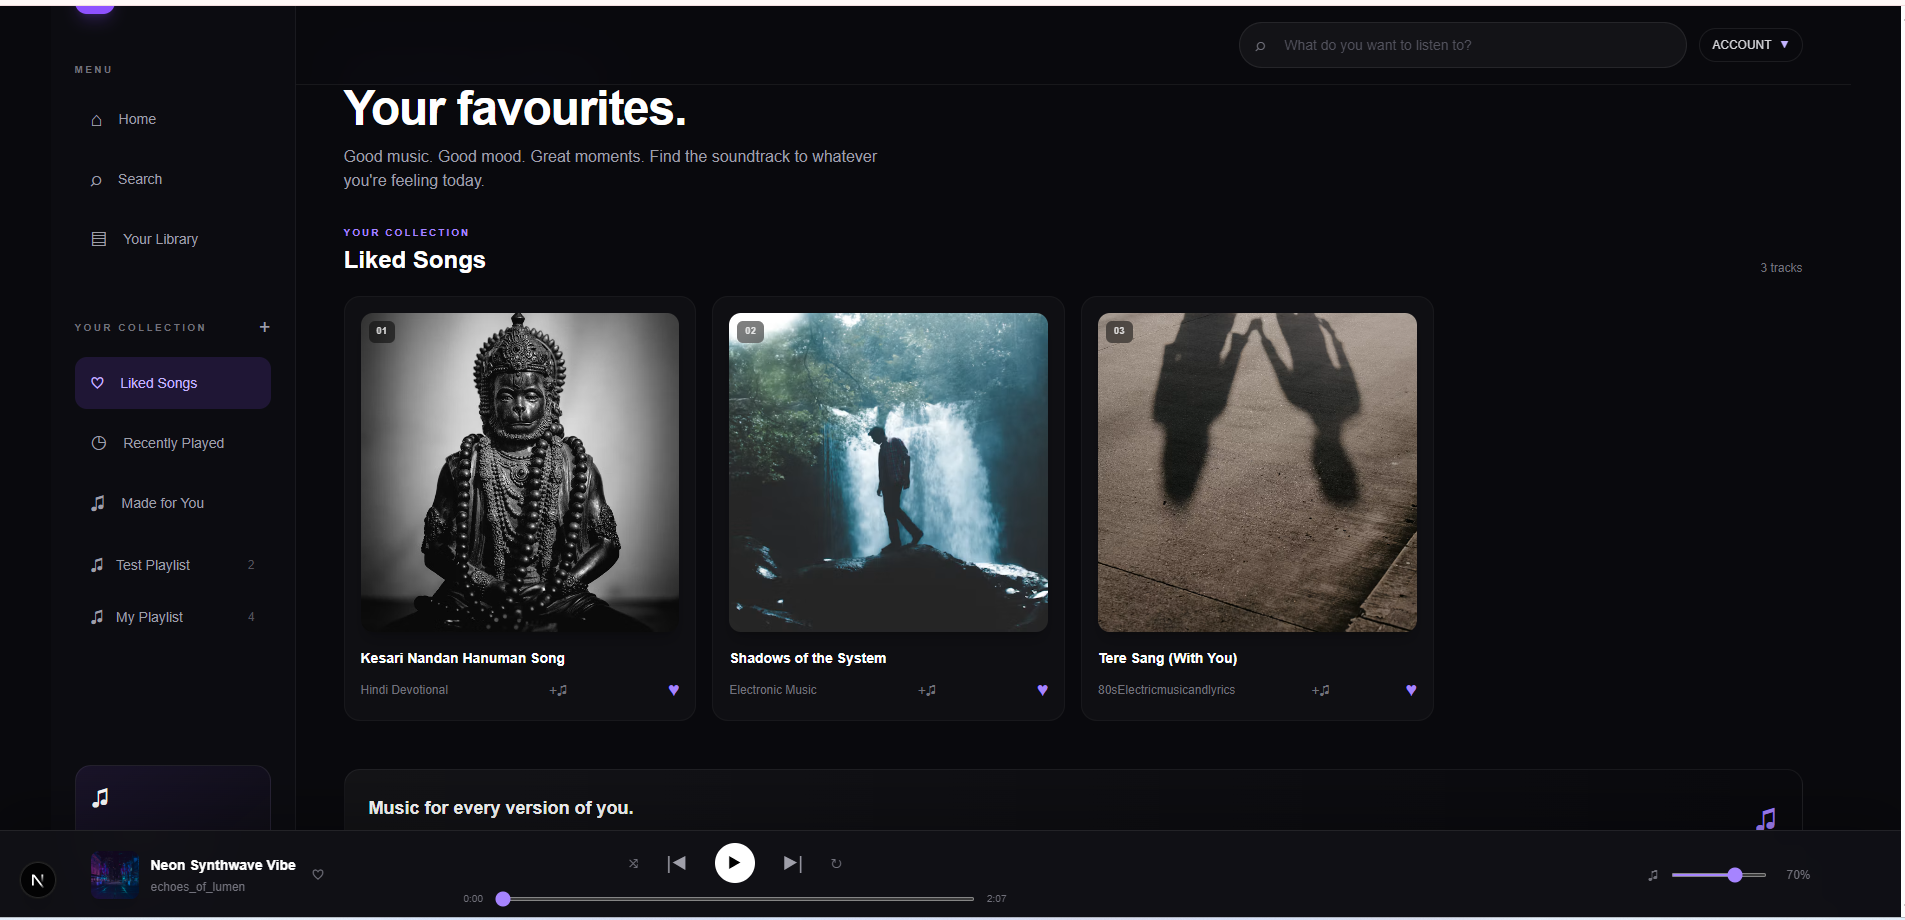 What do you want to listen to?
ACCOUNT ▼
MENU
Home
Search
Your Library
YOUR COLLECTION +
Liked Songs
Recently Played
Made for You
Test Playlist 2
My Playlist 4
Your favourites.
Good music. Good mood. Great moments. Find the soundtrack to whatever
you're feeling today.
YOUR COLLECTION
Liked Songs
3 tracks
01
Kesari Nandan Hanuman Song
Hindi Devotional +♫ ♥
02
Shadows of the System
Electronic Music +♫ ♥
03
Tere Sang (With You)
80sElectricmusicandlyrics +♫ ♥
Music for every version of you.
N
Neon Synthwave Vibe
echoes_of_lumen
0:00
2:07
70%